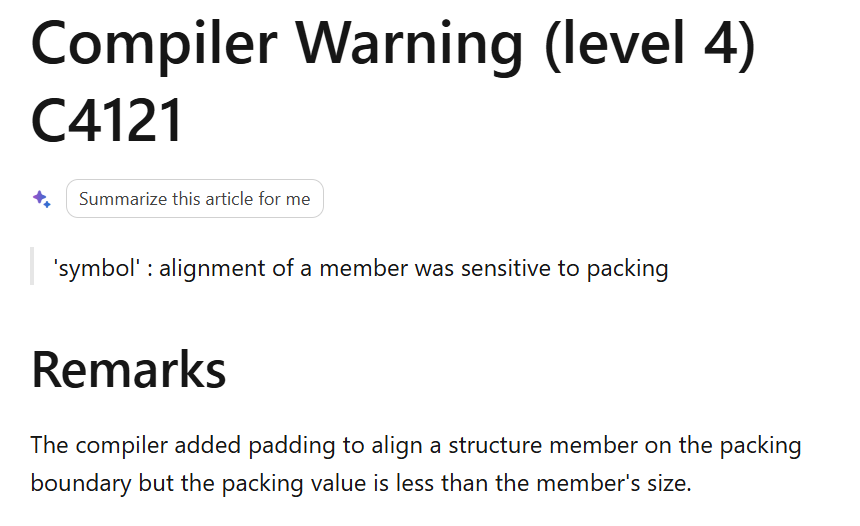 Compiler Warning (level 4)
C4121
Summarize this article for me
'symbol' : alignment of a member was sensitive to packing
Remarks
The compiler added padding to align a structure member on the packing
boundary but the packing value is less than the member's size.